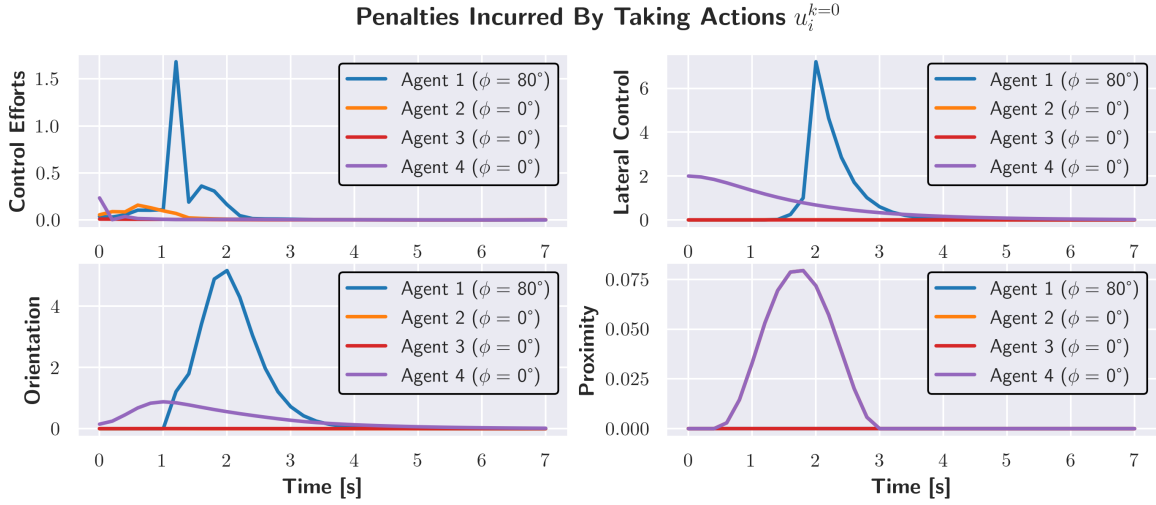 Penalties Incurred By Taking Actions $u_i^{k=0}$
Control Efforts
1.5
1.0
0.5
0.0
Agent 1 (ϕ = 80°)
Agent 2 (ϕ = 0°)
Agent 3 (ϕ = 0°)
Agent 4 (ϕ = 0°)
0 1 2 3 4 5 6 7
Lateral Control
6
4
2
0
Agent 1 (ϕ = 80°)
Agent 2 (ϕ = 0°)
Agent 3 (ϕ = 0°)
Agent 4 (ϕ = 0°)
0 1 2 3 4 5 6 7
Orientation
4
2
0
Agent 1 (ϕ = 80°)
Agent 2 (ϕ = 0°)
Agent 3 (ϕ = 0°)
Agent 4 (ϕ = 0°)
0 1 2 3 4 5 6 7
Time [s]
Proximity
0.075
0.050
0.025
0.000
Agent 1 (ϕ = 80°)
Agent 2 (ϕ = 0°)
Agent 3 (ϕ = 0°)
Agent 4 (ϕ = 0°)
0 1 2 3 4 5 6 7
Time [s]